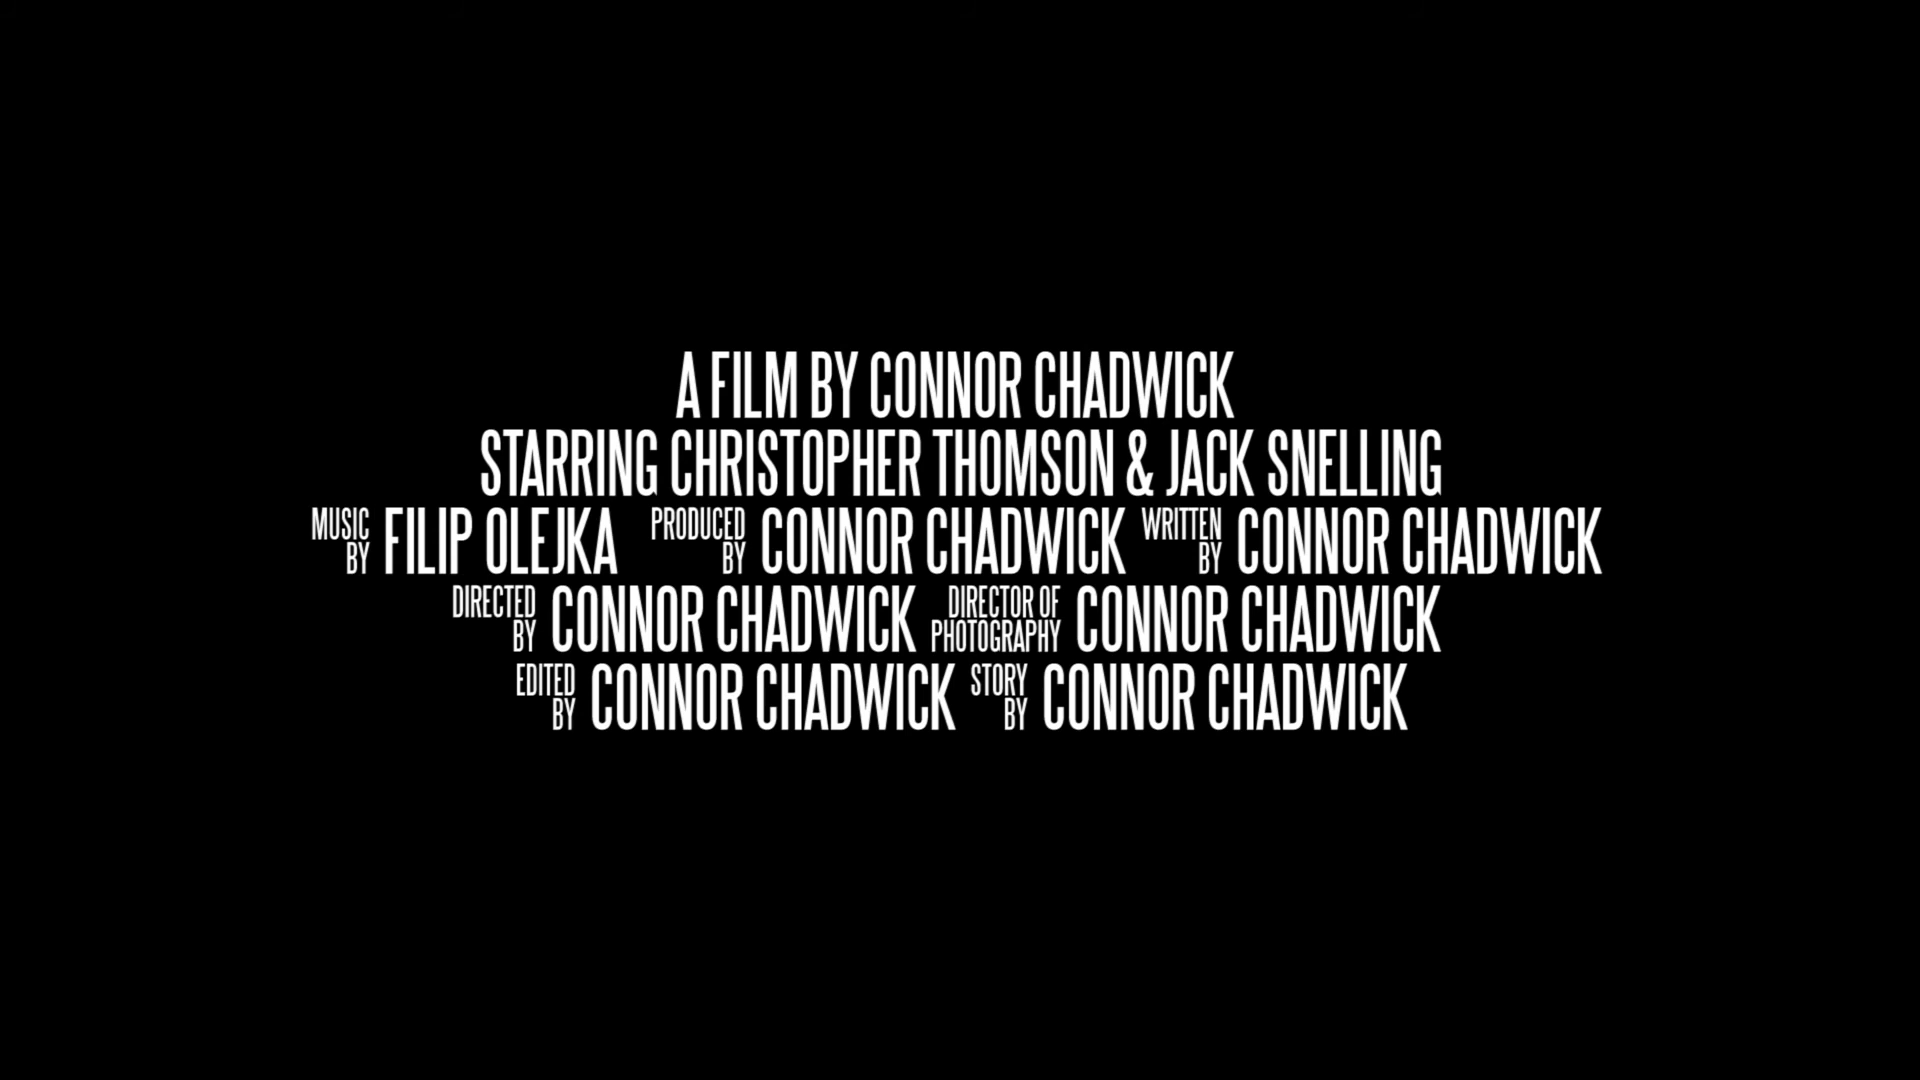 A FILM BY CONNOR CHADWICK
STARRING CHRISTOPHER THOMSON & JACK SNELLING
MUSIC BY FILIP OLEJKA PRODUCED BY CONNOR CHADWICK WRITTEN BY CONNOR CHADWICK
DIRECTED BY CONNOR CHADWICK DIRECTOR OF PHOTOGRAPHY CONNOR CHADWICK
EDITED BY CONNOR CHADWICK STORY BY CONNOR CHADWICK